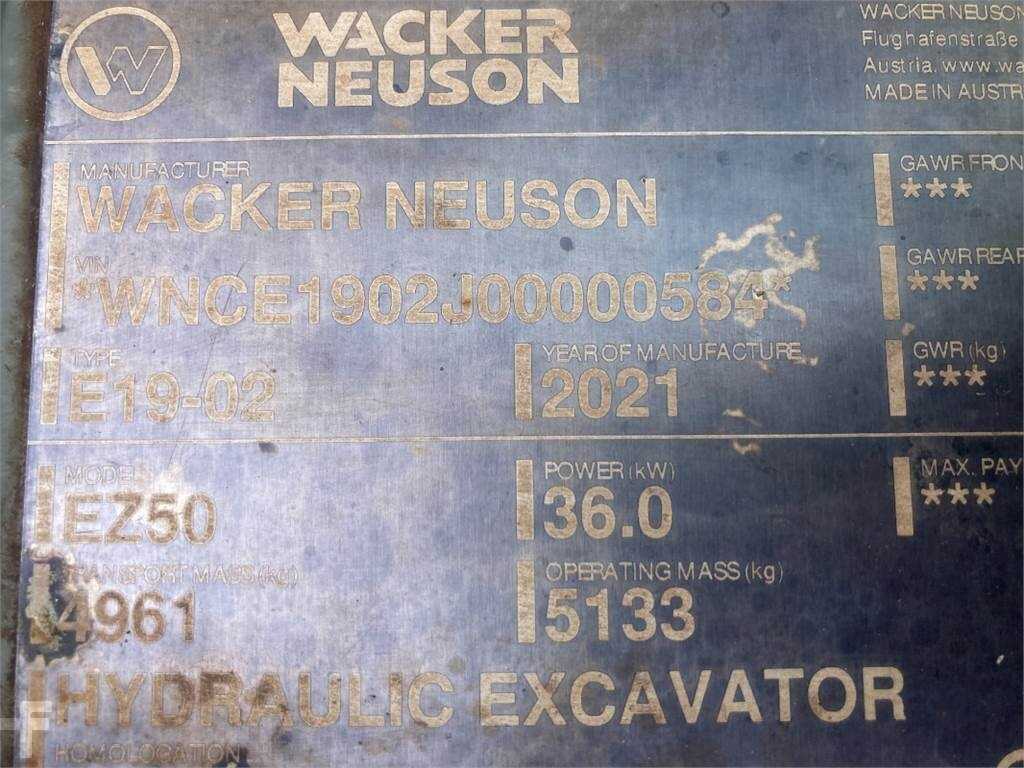 WACKER
NEUSON
WACKER NEUSON
Flughafenstraße
Austria, www.wa
MADE IN AUSTR
MANUFACTURER
WACKER NEUSON
GAWR FRON
***
VIN
*WNCE1902J00000584*
GAWR REAR
***
TYPE
E19-02
YEAR OF MANUFACTURE
2021
GWR (kg)
***
MODEL
EZ50
POWER (kW)
36.0
MAX. PAY
***
TRANSPORT MASS (kg)
4961
OPERATING MASS (kg)
5133
HYDRAULIC EXCAVATOR
HOMOLOGATION